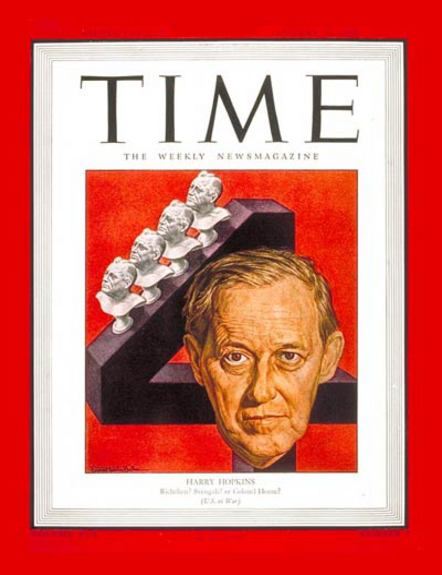 TIME
THE WEEKLY NEWSMAGAZINE
HARRY HOPKINS
Richelieu? Svengali? or Colonel House?
(U.S. at War)